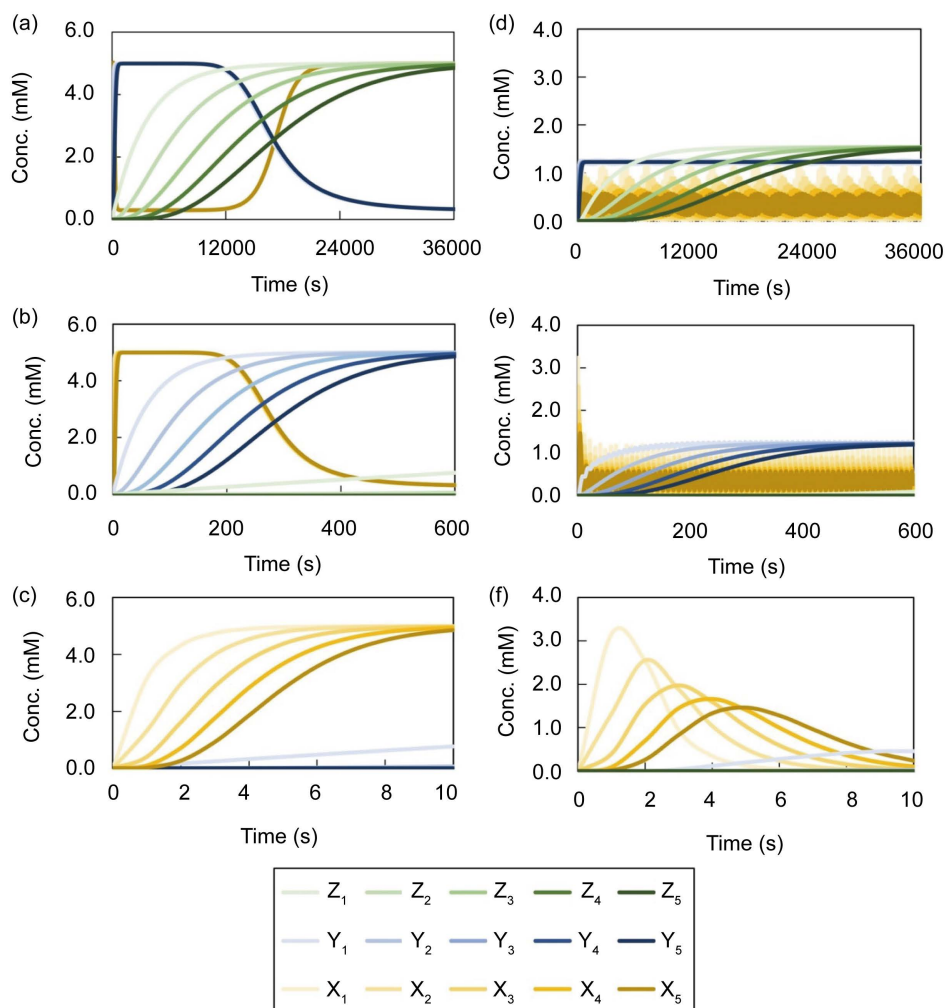 (a)
6.0
4.0
2.0
0.0
Conc. (mM)
0 12000 24000 36000
Time (s)
(b)
6.0
4.0
2.0
0.0
Conc. (mM)
0 200 400 600
Time (s)
(c)
6.0
4.0
2.0
0.0
Conc. (mM)
0 2 4 6 8 10
Time (s)
(d)
4.0
3.0
2.0
1.0
0.0
Conc. (mM)
0 12000 24000 36000
Time (s)
(e)
4.0
3.0
2.0
1.0
0.0
Conc. (mM)
0 200 400 600
Time (s)
(f)
4.0
3.0
2.0
1.0
0.0
Conc. (mM)
0 2 4 6 8 10
Time (s)
Z₁ Z₂ Z₃ Z₄ Z₅
Y₁ Y₂ Y₃ Y₄ Y₅
X₁ X₂ X₃ X₄ X₅